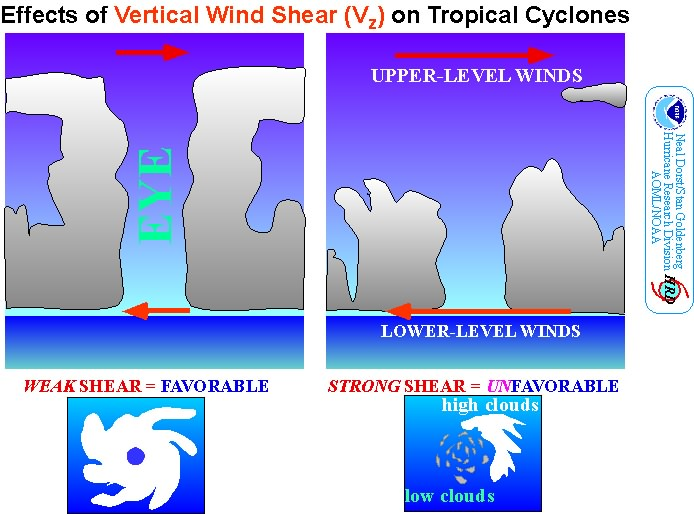 Effects of Vertical Wind Shear (Vz) on Tropical Cyclones
EYE
UPPER-LEVEL WINDS
LOWER-LEVEL WINDS
WEAK SHEAR = FAVORABLE
STRONG SHEAR = UNFAVORABLE
high clouds
low clouds
Neal Dorst/Stan Goldenberg
Hurricane Research Division
AOML/NOAA
HRD